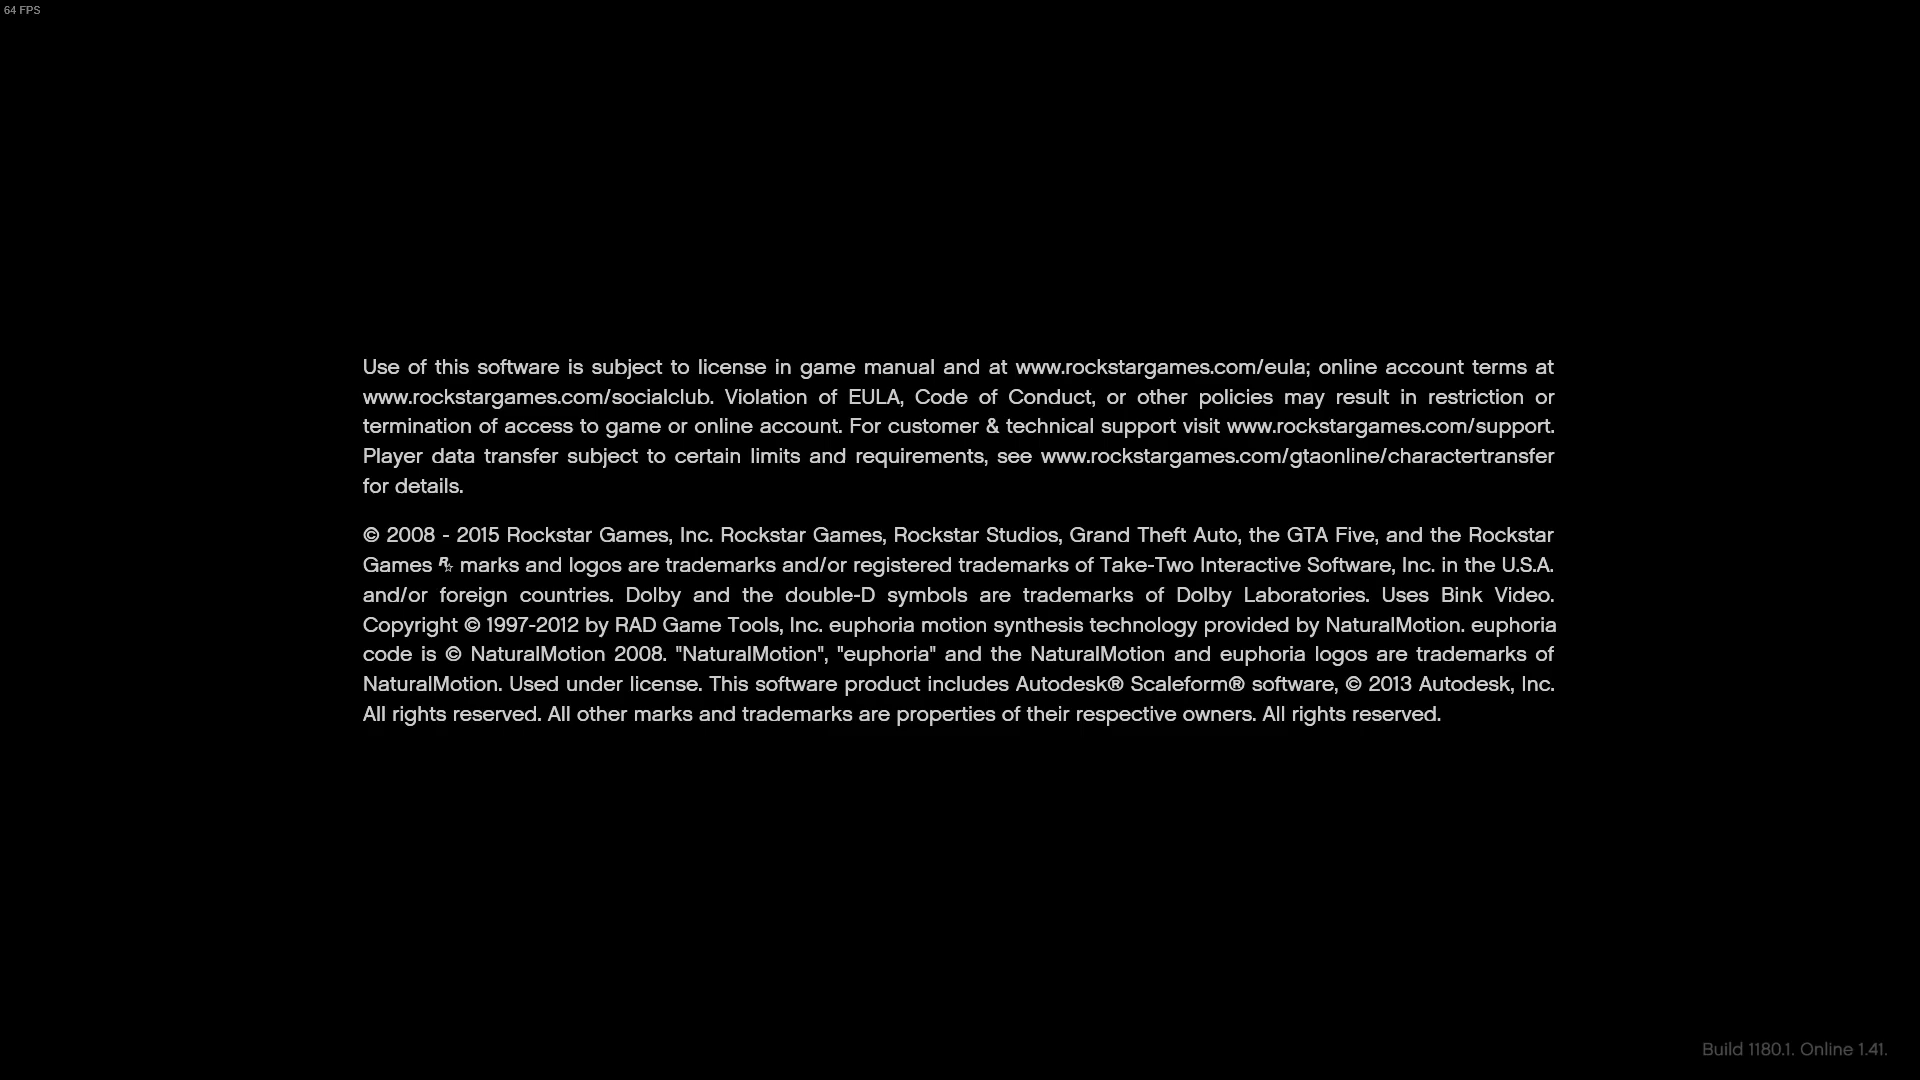 64 FPS
Use of this software is subject to license in game manual and at www.rockstargames.com/eula; online account terms at
www.rockstargames.com/socialclub. Violation of EULA, Code of Conduct, or other policies may result in restriction or
termination of access to game or online account. For customer & technical support visit www.rockstargames.com/support.
Player data transfer subject to certain limits and requirements, see www.rockstargames.com/gtaonline/charactertransfer
for details.
© 2008 - 2015 Rockstar Games, Inc. Rockstar Games, Rockstar Studios, Grand Theft Auto, the GTA Five, and the Rockstar
Games R☆ marks and logos are trademarks and/or registered trademarks of Take-Two Interactive Software, Inc. in the U.S.A.
and/or foreign countries. Dolby and the double-D symbols are trademarks of Dolby Laboratories. Uses Bink Video.
Copyright © 1997-2012 by RAD Game Tools, Inc. euphoria motion synthesis technology provided by NaturalMotion. euphoria
code is © NaturalMotion 2008. "NaturalMotion", "euphoria" and the NaturalMotion and euphoria logos are trademarks of
NaturalMotion. Used under license. This software product includes Autodesk® Scaleform® software, © 2013 Autodesk, Inc.
All rights reserved. All other marks and trademarks are properties of their respective owners. All rights reserved.
Build 1180.1. Online 1.41.